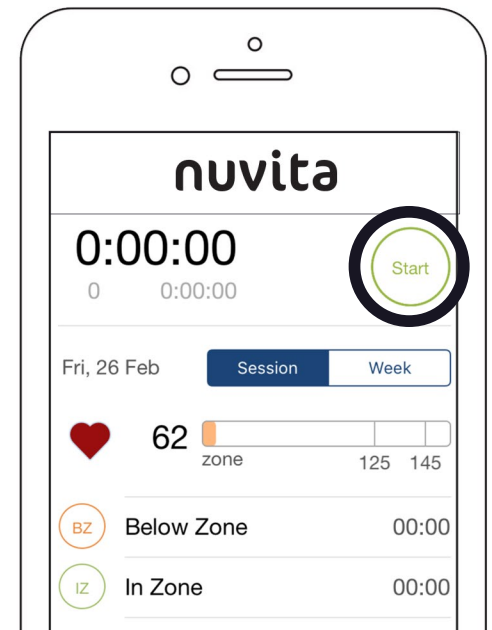 nuvita
0:00:00
Start
0 0:00:00
Fri, 26 Feb Session Week
62
zone 125 145
BZ Below Zone 00:00
IZ In Zone 00:00